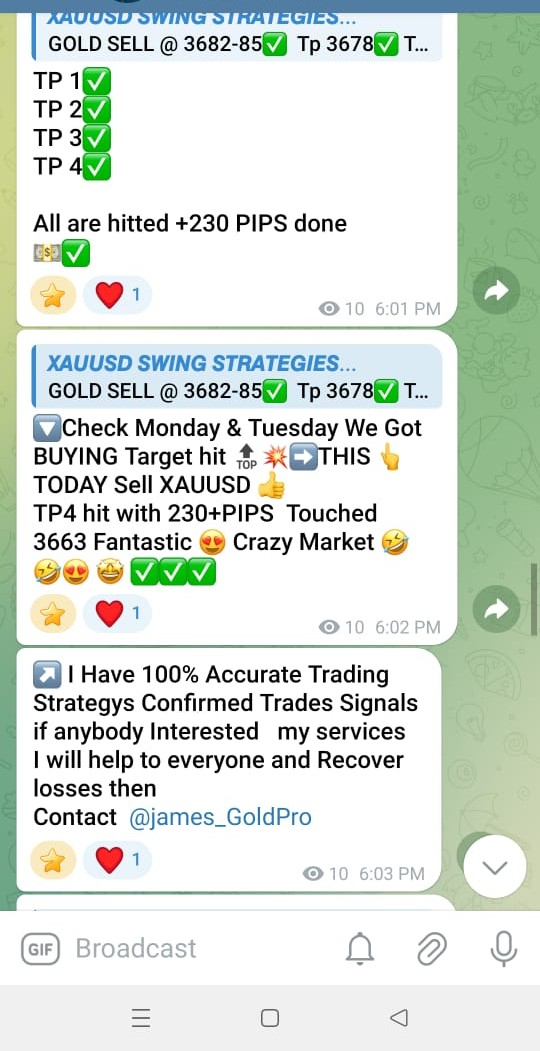 XAUUSD SWING STRATEGIES...
GOLD SELL @ 3682-85✅ Tp 3678✅ T...
TP 1✅
TP 2✅
TP 3✅
TP 4✅
All are hitted +230 PIPS done
💵✅
⭐ ❤️ 1
10 6:01 PM
XAUUSD SWING STRATEGIES...
GOLD SELL @ 3682-85✅ Tp 3678✅ T...
🔽Check Monday & Tuesday We Got
BUYING Target hit 🔝 💥➡️THIS 👆
TODAY Sell XAUUSD 👍
TP4 hit with 230+PIPS Touched
3663 Fantastic 😍 Crazy Market 🤣
🤣😍 🤩 ✅✅✅
⭐ ❤️ 1
10 6:02 PM
↗️ I Have 100% Accurate Trading
Strategys Confirmed Trades Signals
if anybody Interested my services
I will help to everyone and Recover
losses then
Contact @james_GoldPro
⭐ ❤️ 1
10 6:03 PM
GIF Broadcast